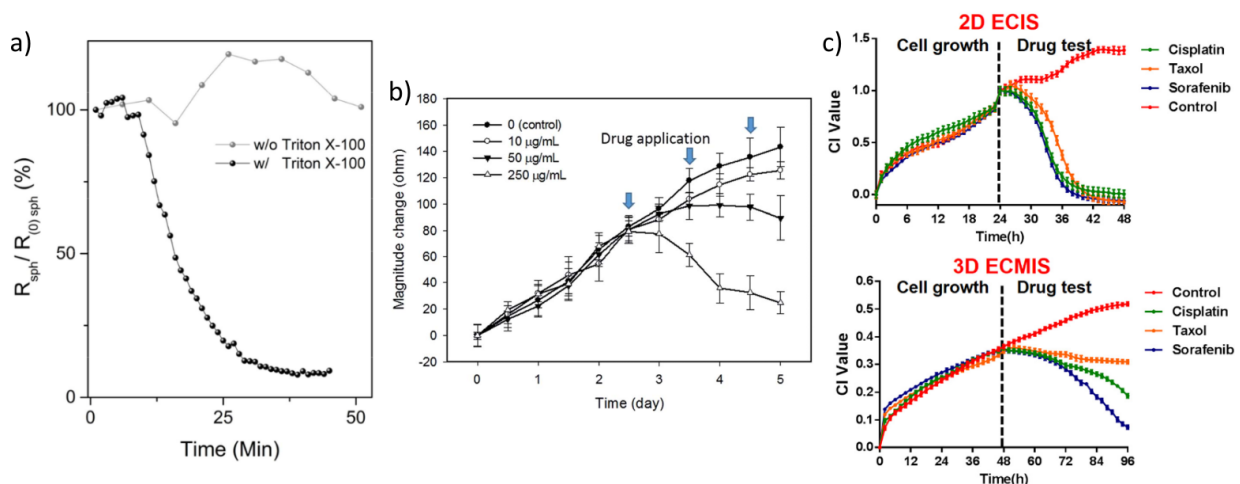 a)
R_sph / R_(0) sph (%)
100
50
0
w/o Triton X-100
w/ Triton X-100
0
25
50
Time (Min)
b)
Magnitude change (ohm)
180
160
140
120
100
80
60
40
20
0
-20
0 (control)
10 µg/mL
50 µg/mL
250 µg/mL
Drug application
0 1 2 3 4 5
Time (day)
c)
2D ECIS
Cell growth Drug test
CI Value
1.5
1.0
0.5
0.0
0 6 12 18 24 30 36 42 48
Time(h)
Cisplatin
Taxol
Sorafenib
Control
3D ECMIS
Cell growth Drug test
CI Value
0.6
0.5
0.4
0.3
0.2
0.1
0.0
0 12 24 36 48 60 72 84 96
Time(h)
Control
Cisplatin
Taxol
Sorafenib